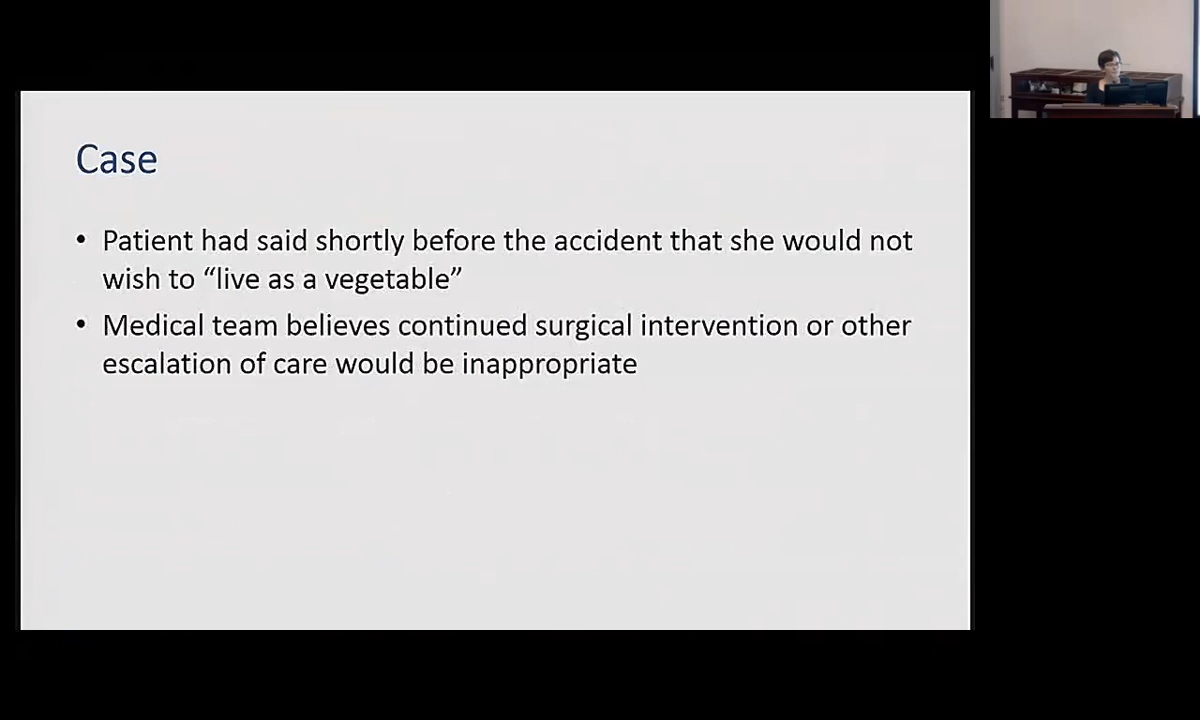 Case
• Patient had said shortly before the accident that she would not
wish to “live as a vegetable”
• Medical team believes continued surgical intervention or other
escalation of care would be inappropriate